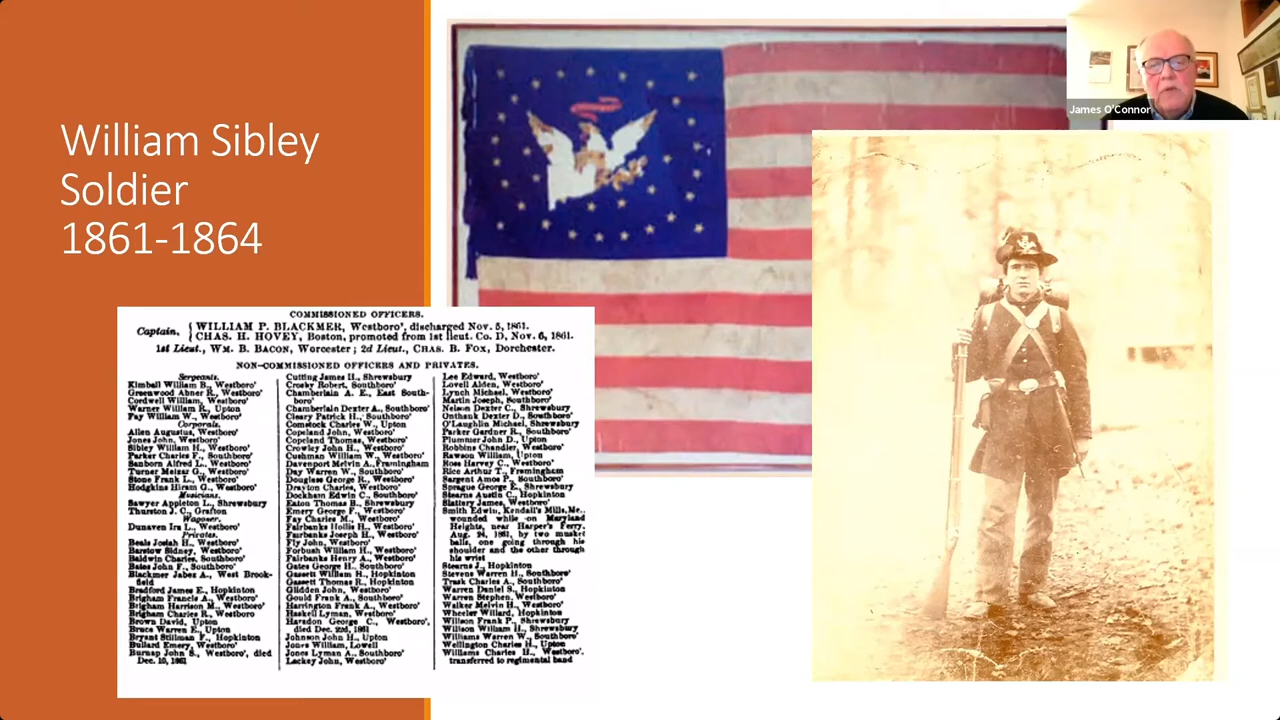 William Sibley
Soldier
1861-1864
James O'Connor
COMMISSIONED OFFICERS.
Captain, { WILLIAM P. BLACKMER, Westboro', discharged Nov. 5, 1861.
CHAS. H. HOVEY, Boston, promoted from 1st lieut. Co. D, Nov. 6, 1861.
1st Lieut., WM. B. BACON, Worcester; 2d Lieut., CHAS. B. FOX, Dorchester.
NON-COMMISSIONED OFFICERS AND PRIVATES.
Sergeants.
Kimball William B., Westboro'
Greenwood Abner R., Westboro'
Cordwell William, Westboro'
Warner William R., Upton
Fay William W., Westboro'
Corporals.
Allen Augustus, Westboro'
Jones John, Westboro'
Sibley William H., Westboro'
Parker Charles F., Southboro'
Sanborn Alfred L., Westboro'
Turner Melzar G., Westboro'
Stone Frank L., Westboro'
Hodgkins Hiram G., Westboro'
Musicians.
Sawyer Appleton L., Shrewsbury
Thurston J. C., Grafton
Wagoner.
Dunaven Ira L., Westboro'
Privates.
Beals Josiah H., Westboro'
Barstow Sidney, Westboro'
Baldwin Charles, Southboro'
Bates John F., Southboro'
Blackmer Jabez A., West Brook-
field
Bradford James E., Hopkinton
Brigham Francis A., Westboro'
Brigham Harrison M., Westboro'
Brigham Charles R., Westboro
Brown David, Upton
Bruce Warren E., Upton
Bryant Stillman F., Hopkinton
Bullard Emery, Westboro'
Burnap John S., Westboro', died
Dec. 10, 1861
Cutting James H., Shrewsbury
Crosby Robert, Southboro'
Chamberlain A. E., East South-
boro'
Chamberlain Dexter A., Southboro'
Cleary Patrick H., Southboro'
Comstock Charles W., Upton
Copeland John, Westboro'
Copeland Thomas, Westboro'
Crowley John H., Westboro'
Cushman William W., Westboro'
Davenport Melvin A., Framingham
Day Warren W., Southboro'
Douglass George R., Westboro'
Drayton Charles, Westboro'
Dockham Edwin C., Southboro'
Eaton Thomas B., Shrewsbury
Emery George F., Westboro'
Fay Charles M., Westboro'
Fairbanks Hollis H., Westboro'
Fairbanks Joseph H., Westboro'
Fly John, Westboro'
Forbush William H., Westboro'
Fairbanks Henry A., Westboro'
Gates George H., Southboro'
Gassett William H., Hopkinton
Gassett Thomas R., Hopkinton
Glidden John, Westboro'
Gould Frank A., Southboro'
Harrington Frank A., Westboro'
Haskell Lyman, Westboro'
Haradon George C., Westboro',
died Dec. 1861
Johnson John H., Upton
Jones William, Lowell
Jones Lyman A., Southboro'
Lackey John, Westboro'
Lee Edward, Westboro'
Lovell Alden, Westboro'
Lynch Michael, Westboro'
Martin Joseph, Southboro'
Nelson Dexter C., Shrewsbury
Onthank Dexter D., Southboro'
O'Laughlin Michael, Shrewsbury
Parker Gardner R., Southboro'
Plummer John D., Upton
Robbins Chandler, Westboro'
Rawson William, Upton
Ross Harvey C., Westboro'
Rice Arthur T., Framingham
Sargent Amos P., Southboro'
Sprague George E., Shrewsbury
Stearns Austin C., Hopkinton
Slattery James, Westboro'
Smith Edwin, Kendall's Mills, Me.,
wounded while on Maryland
Heights, near Harper's Ferry,
Aug. 24, 1861, by two musket
balls, one going through his
shoulder and the other through
his wrist
Stearns J., Hopkinton
Stevens Warren H., Southboro'
Trask Charles A., Southboro'
Warren Daniel S., Hopkinton
Warren Stephen, Westboro'
Walker Melvin H., Westboro'
Wheeler Willard, Hopkinton
Wilson Frank P., Shrewsbury
Wilson William H., Shrewsbury
Williams Warren W., Southboro'
Wellington Charles H., Upton
Williams Charles H., Westboro',
transferred to regimental band